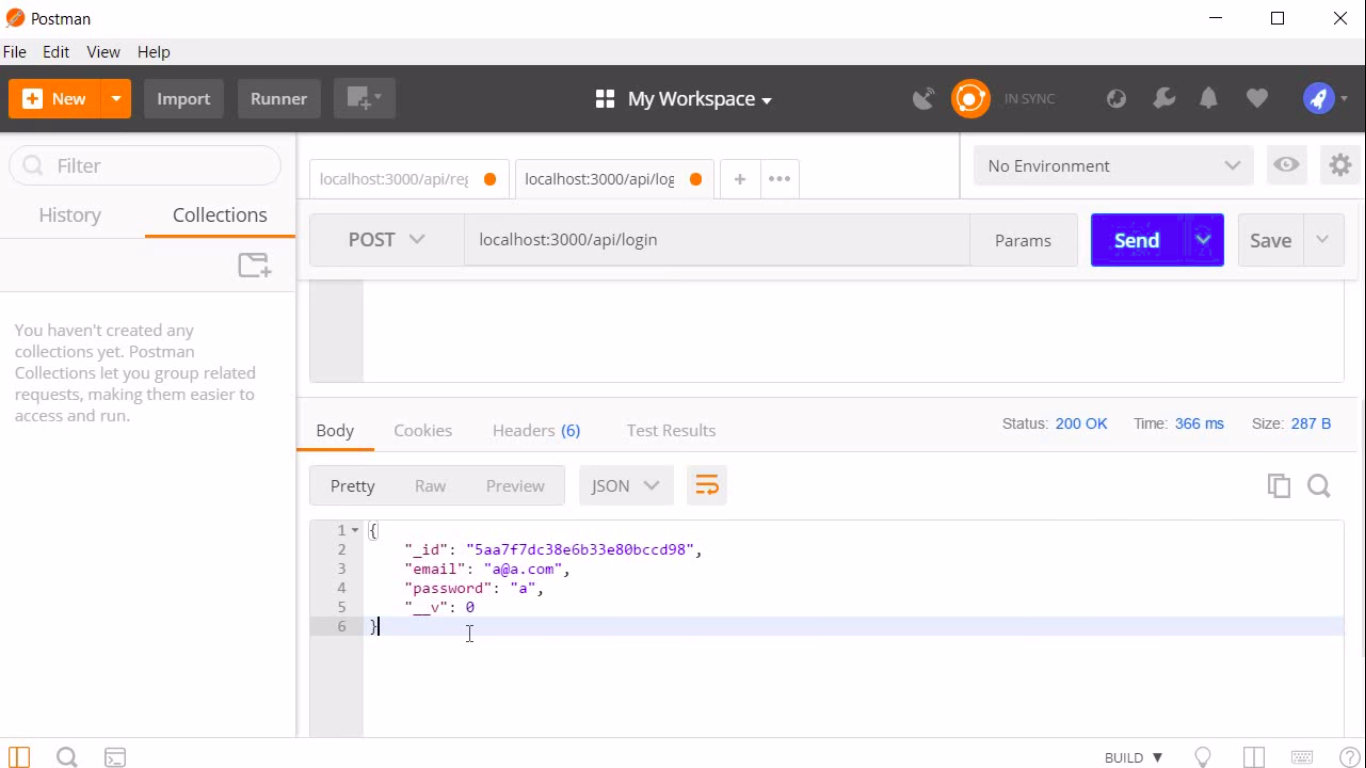 Postman
File Edit View Help
New Import Runner My Workspace IN SYNC
Filter
History Collections
You haven't created any
collections yet. Postman
Collections let you group related
requests, making them easier to
access and run.
localhost:3000/api/reg localhost:3000/api/log + ••• No Environment
POST localhost:3000/api/login Params Send Save
Body Cookies Headers (6) Test Results Status: 200 OK Time: 366 ms Size: 287 B
Pretty Raw Preview JSON
1 {
2 "_id": "5aa7f7dc38e6b33e80bccd98",
3 "email": "a@a.com",
4 "password": "a",
5 "__v": 0
6 }
BUILD